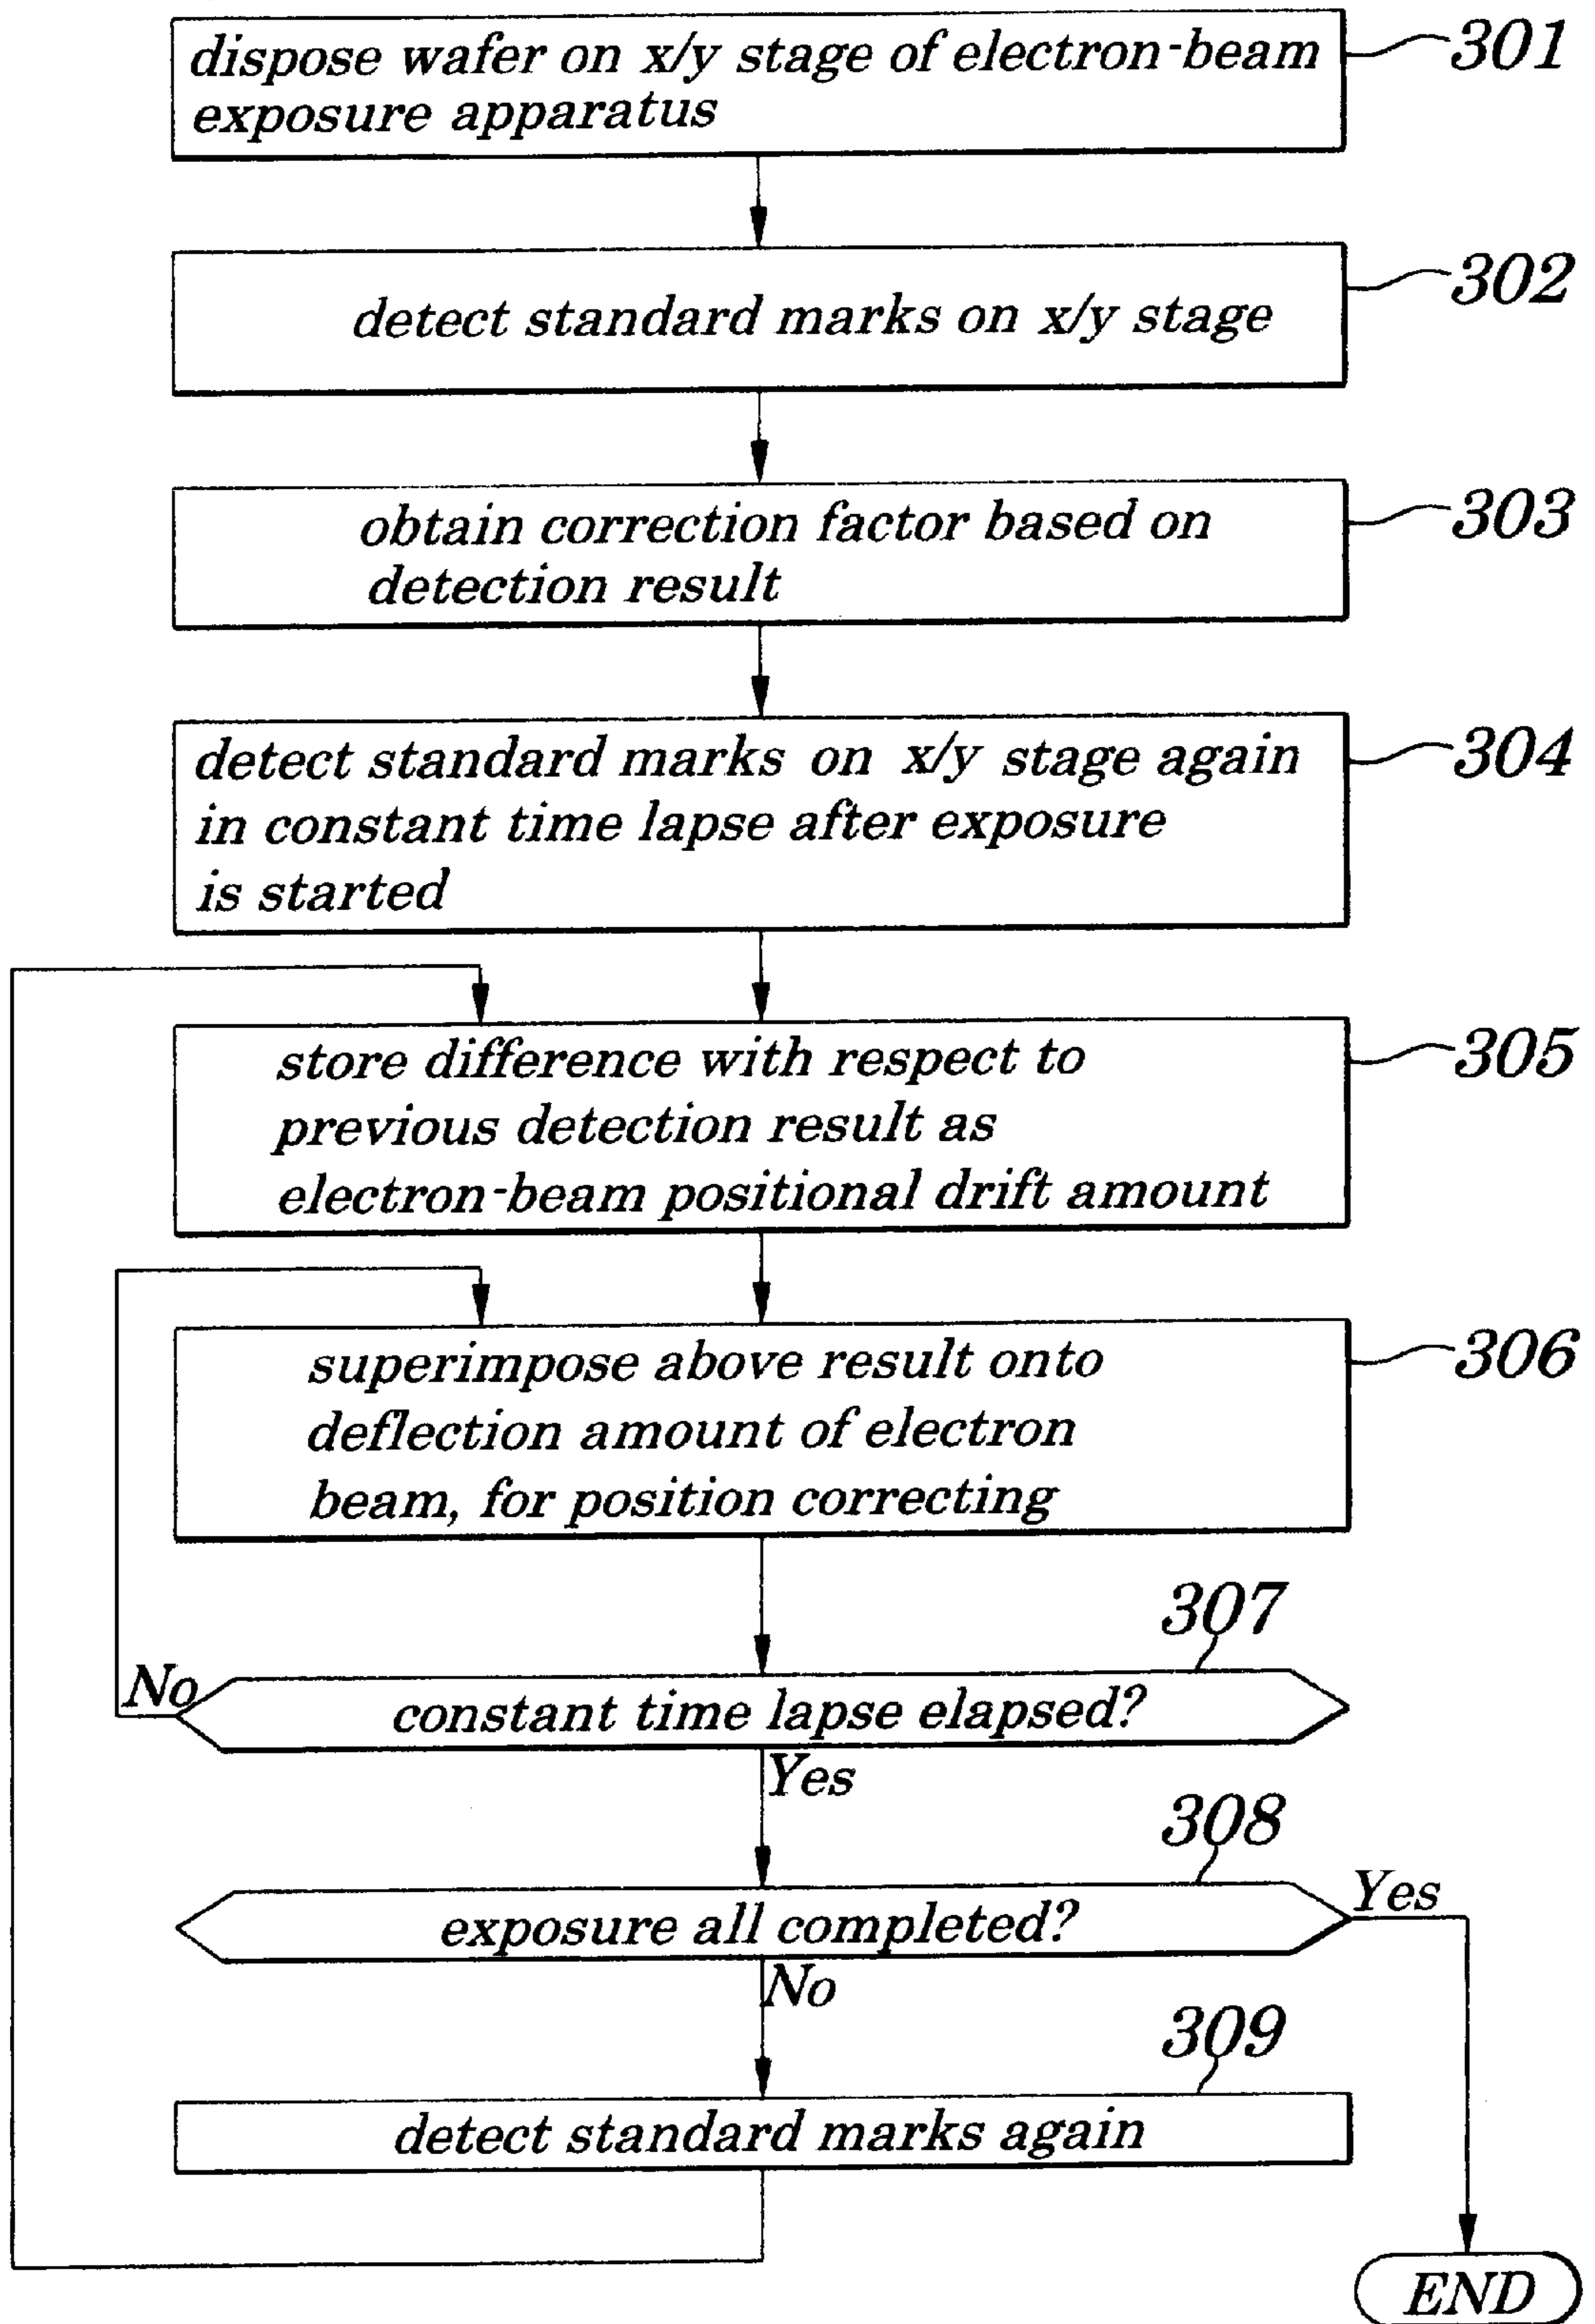 dispose wafer on x/y stage of electron-beam
exposure apparatus
301
detect standard marks on x/y stage
302
obtain correction factor based on
detection result
303
detect standard marks on x/y stage again
in constant time lapse after exposure
is started
304
store difference with respect to
previous detection result as
electron-beam positional drift amount
305
superimpose above result onto
deflection amount of electron
beam, for position correcting
306
307
No
constant time lapse elapsed?
Yes
308
exposure all completed?
Yes
No
309
detect standard marks again
END